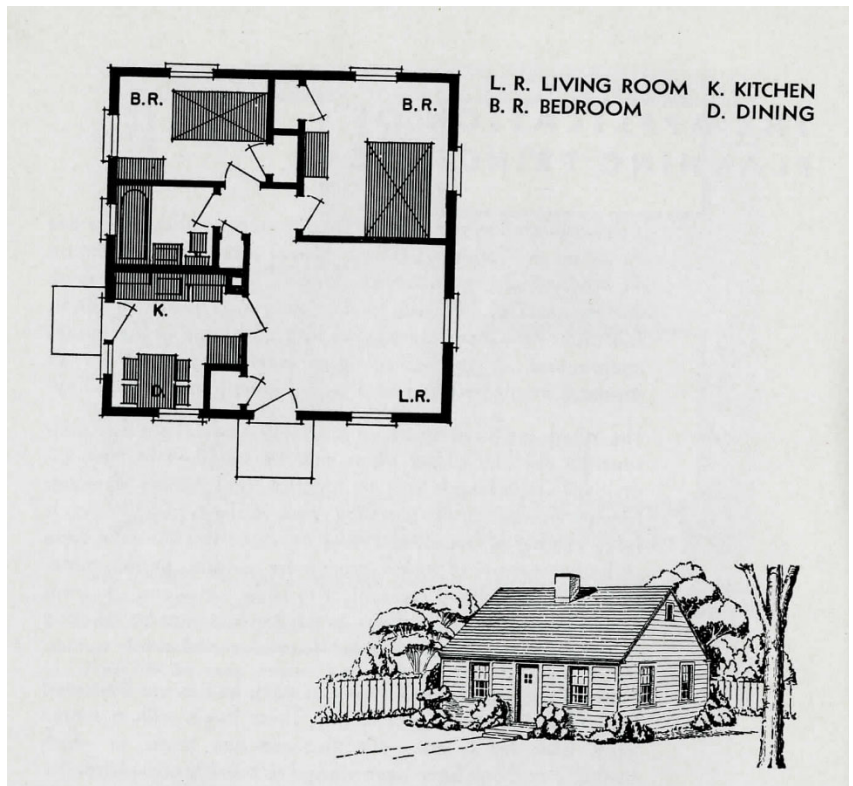 L. R. LIVING ROOM K. KITCHEN
B. R. BEDROOM D. DINING
B.R.
B.R.
K.
D.
L.R.